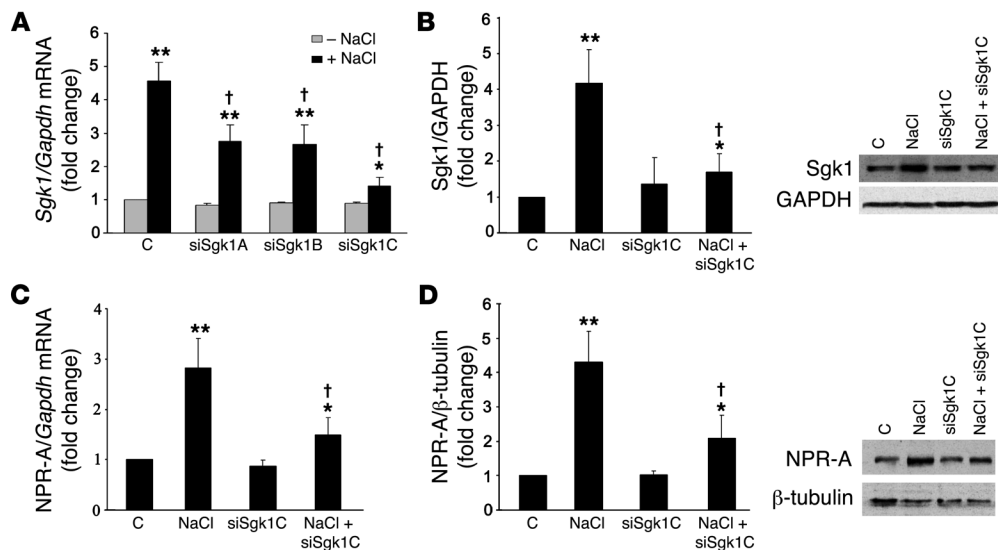 A
Sgk1/Gapdh mRNA
(fold change)
6
5
4
3
2
1
0
– NaCl
+ NaCl
**
†
**
†
**
†
*
C
siSgk1A
siSgk1B
siSgk1C
B
Sgk1/GAPDH
(fold change)
6
5
4
3
2
1
0
**
†
*
C
NaCl
siSgk1C
NaCl +
siSgk1C
C
NaCl
siSgk1C
NaCl + siSgk1C
Sgk1
GAPDH
C
NPR-A/Gapdh mRNA
(fold change)
4
3
2
1
0
**
†
*
C
NaCl
siSgk1C
NaCl +
siSgk1C
D
NPR-A/β-tubulin
(fold change)
6
4
2
1
0
**
†
*
C
NaCl
siSgk1C
NaCl +
siSgk1C
C
NaCl
siSgk1C
NaCl + siSgk1C
NPR-A
β-tubulin